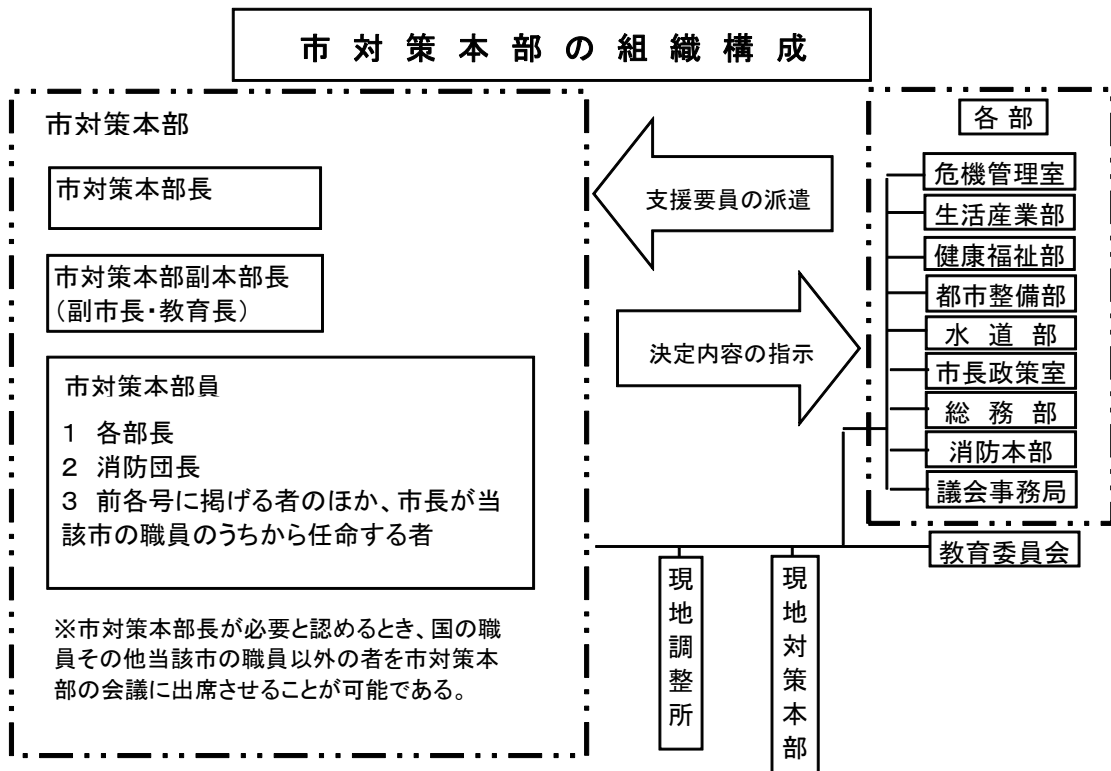 市対策本部の組織構成
市対策本部
市対策本部長
市対策本部副本部長
(副市長・教育長)
市対策本部員
1 各部長
2 消防団長
3 前各号に掲げる者のほか、市長が当
該市の職員のうちから任命する者
※市対策本部長が必要と認めるとき、国の職
員その他当該市の職員以外の者を市対策本
部の会議に出席させることが可能である。
支援要員の派遣
決定内容の指示
各部
危機管理室
生活産業部
健康福祉部
都市整備部
水道部
市長政策室
総務部
消防本部
議会事務局
教育委員会
現地調整所
現地対策本部